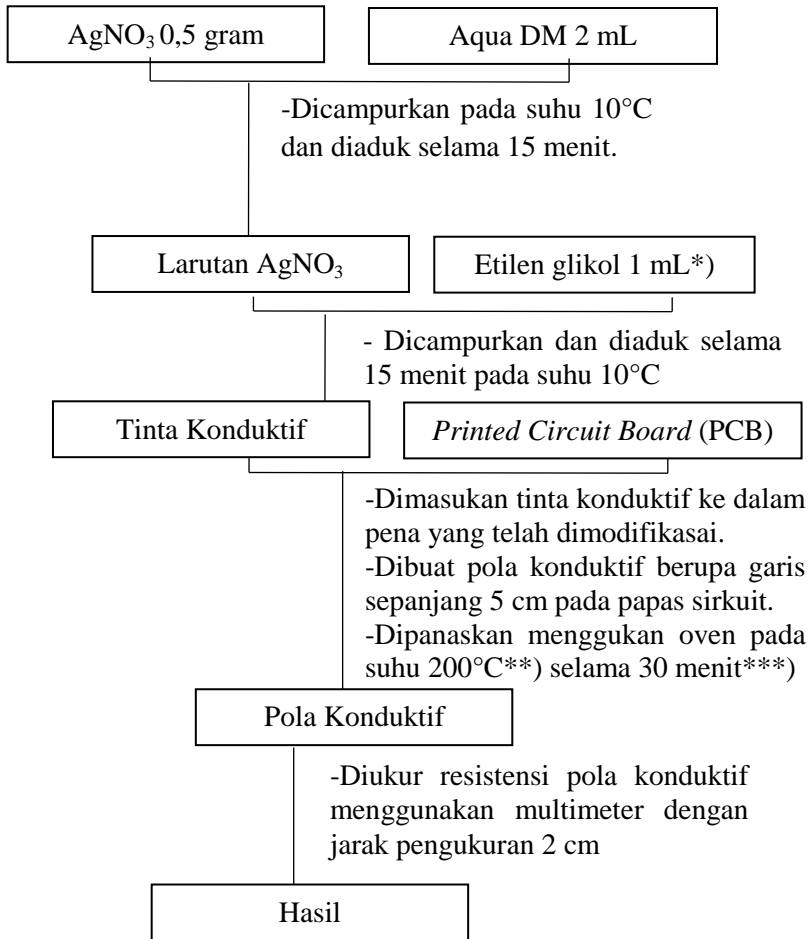 AgNO₃ 0,5 gram
Aqua DM 2 mL
-Dicampurkan pada suhu 10°C
dan diaduk selama 15 menit.
Larutan AgNO₃
Etilen glikol 1 mL*)
- Dicampurkan dan diaduk selama
15 menit pada suhu 10°C
Tinta Konduktif
Printed Circuit Board (PCB)
-Dimasukan tinta konduktif ke dalam
pena yang telah dimodifikasai.
-Dibuat pola konduktif berupa garis
sepanjang 5 cm pada papas sirkuit.
-Dipanaskan menggukan oven pada
suhu 200°C**) selama 30 menit***)
Pola Konduktif
-Diukur resistensi pola konduktif
menggunakan multimeter dengan
jarak pengukuran 2 cm
Hasil